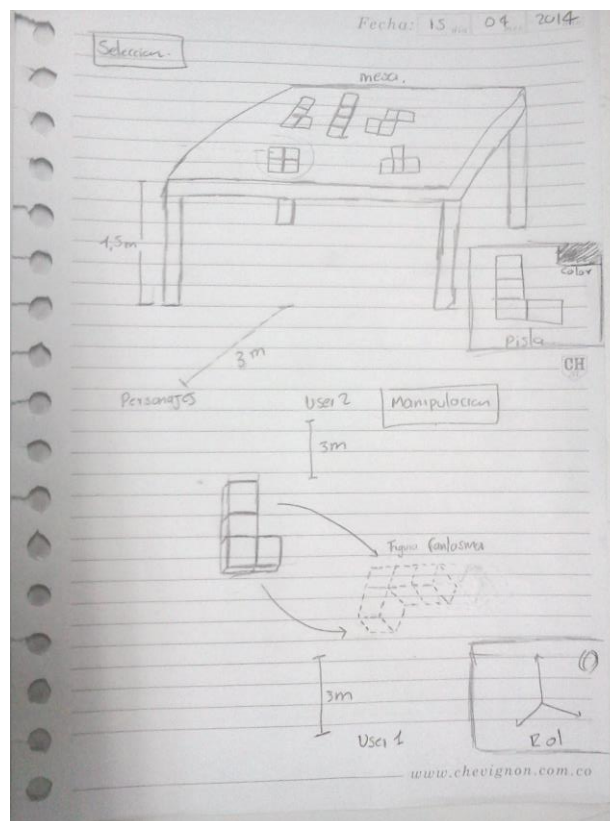 Fecha: 15 04 2014
Seleccion.
mesa.
1,5m
Color
Pista
3m
CH
Personajes
User 2
Manipulacion
3m
Figura fantasma
3m
User 1
Rol
www.chevignon.com.co